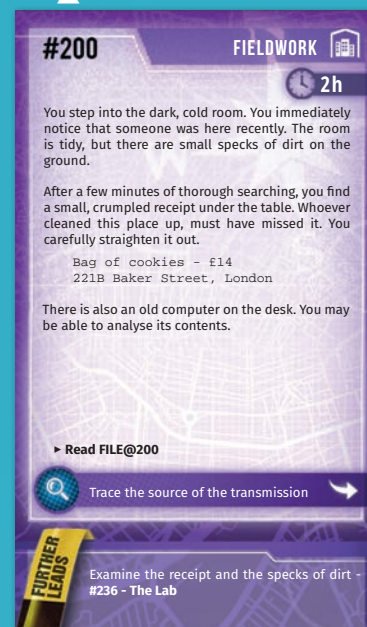 #200
FIELDWORK
2h
You step into the dark, cold room. You immediately
notice that someone was here recently. The room
is tidy, but there are small specks of dirt on the
ground.
After a few minutes of thorough searching, you find
a small, crumpled receipt under the table. Whoever
cleaned this place up, must have missed it. You
carefully straighten it out.
Bag of cookies - £14
221B Baker Street, London
There is also an old computer on the desk. You may
be able to analyse its contents.
▸ Read FILE@200
Trace the source of the transmission
FURTHER
LEADS
Examine the receipt and the specks of dirt -
#236 - The Lab